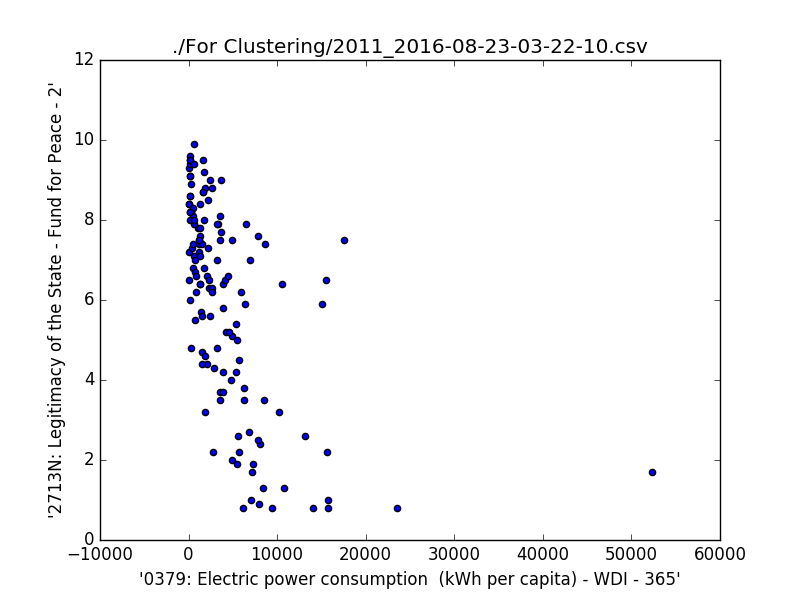 ./For Clustering/2011_2016-08-23-03-22-10.csv
12
10
8
6
4
2
0
'2713N: Legitimacy of the State - Fund for Peace - 2'
−10000 0 10000 20000 30000 40000 50000 60000
'0379: Electric power consumption  (kWh per capita) - WDI - 365'